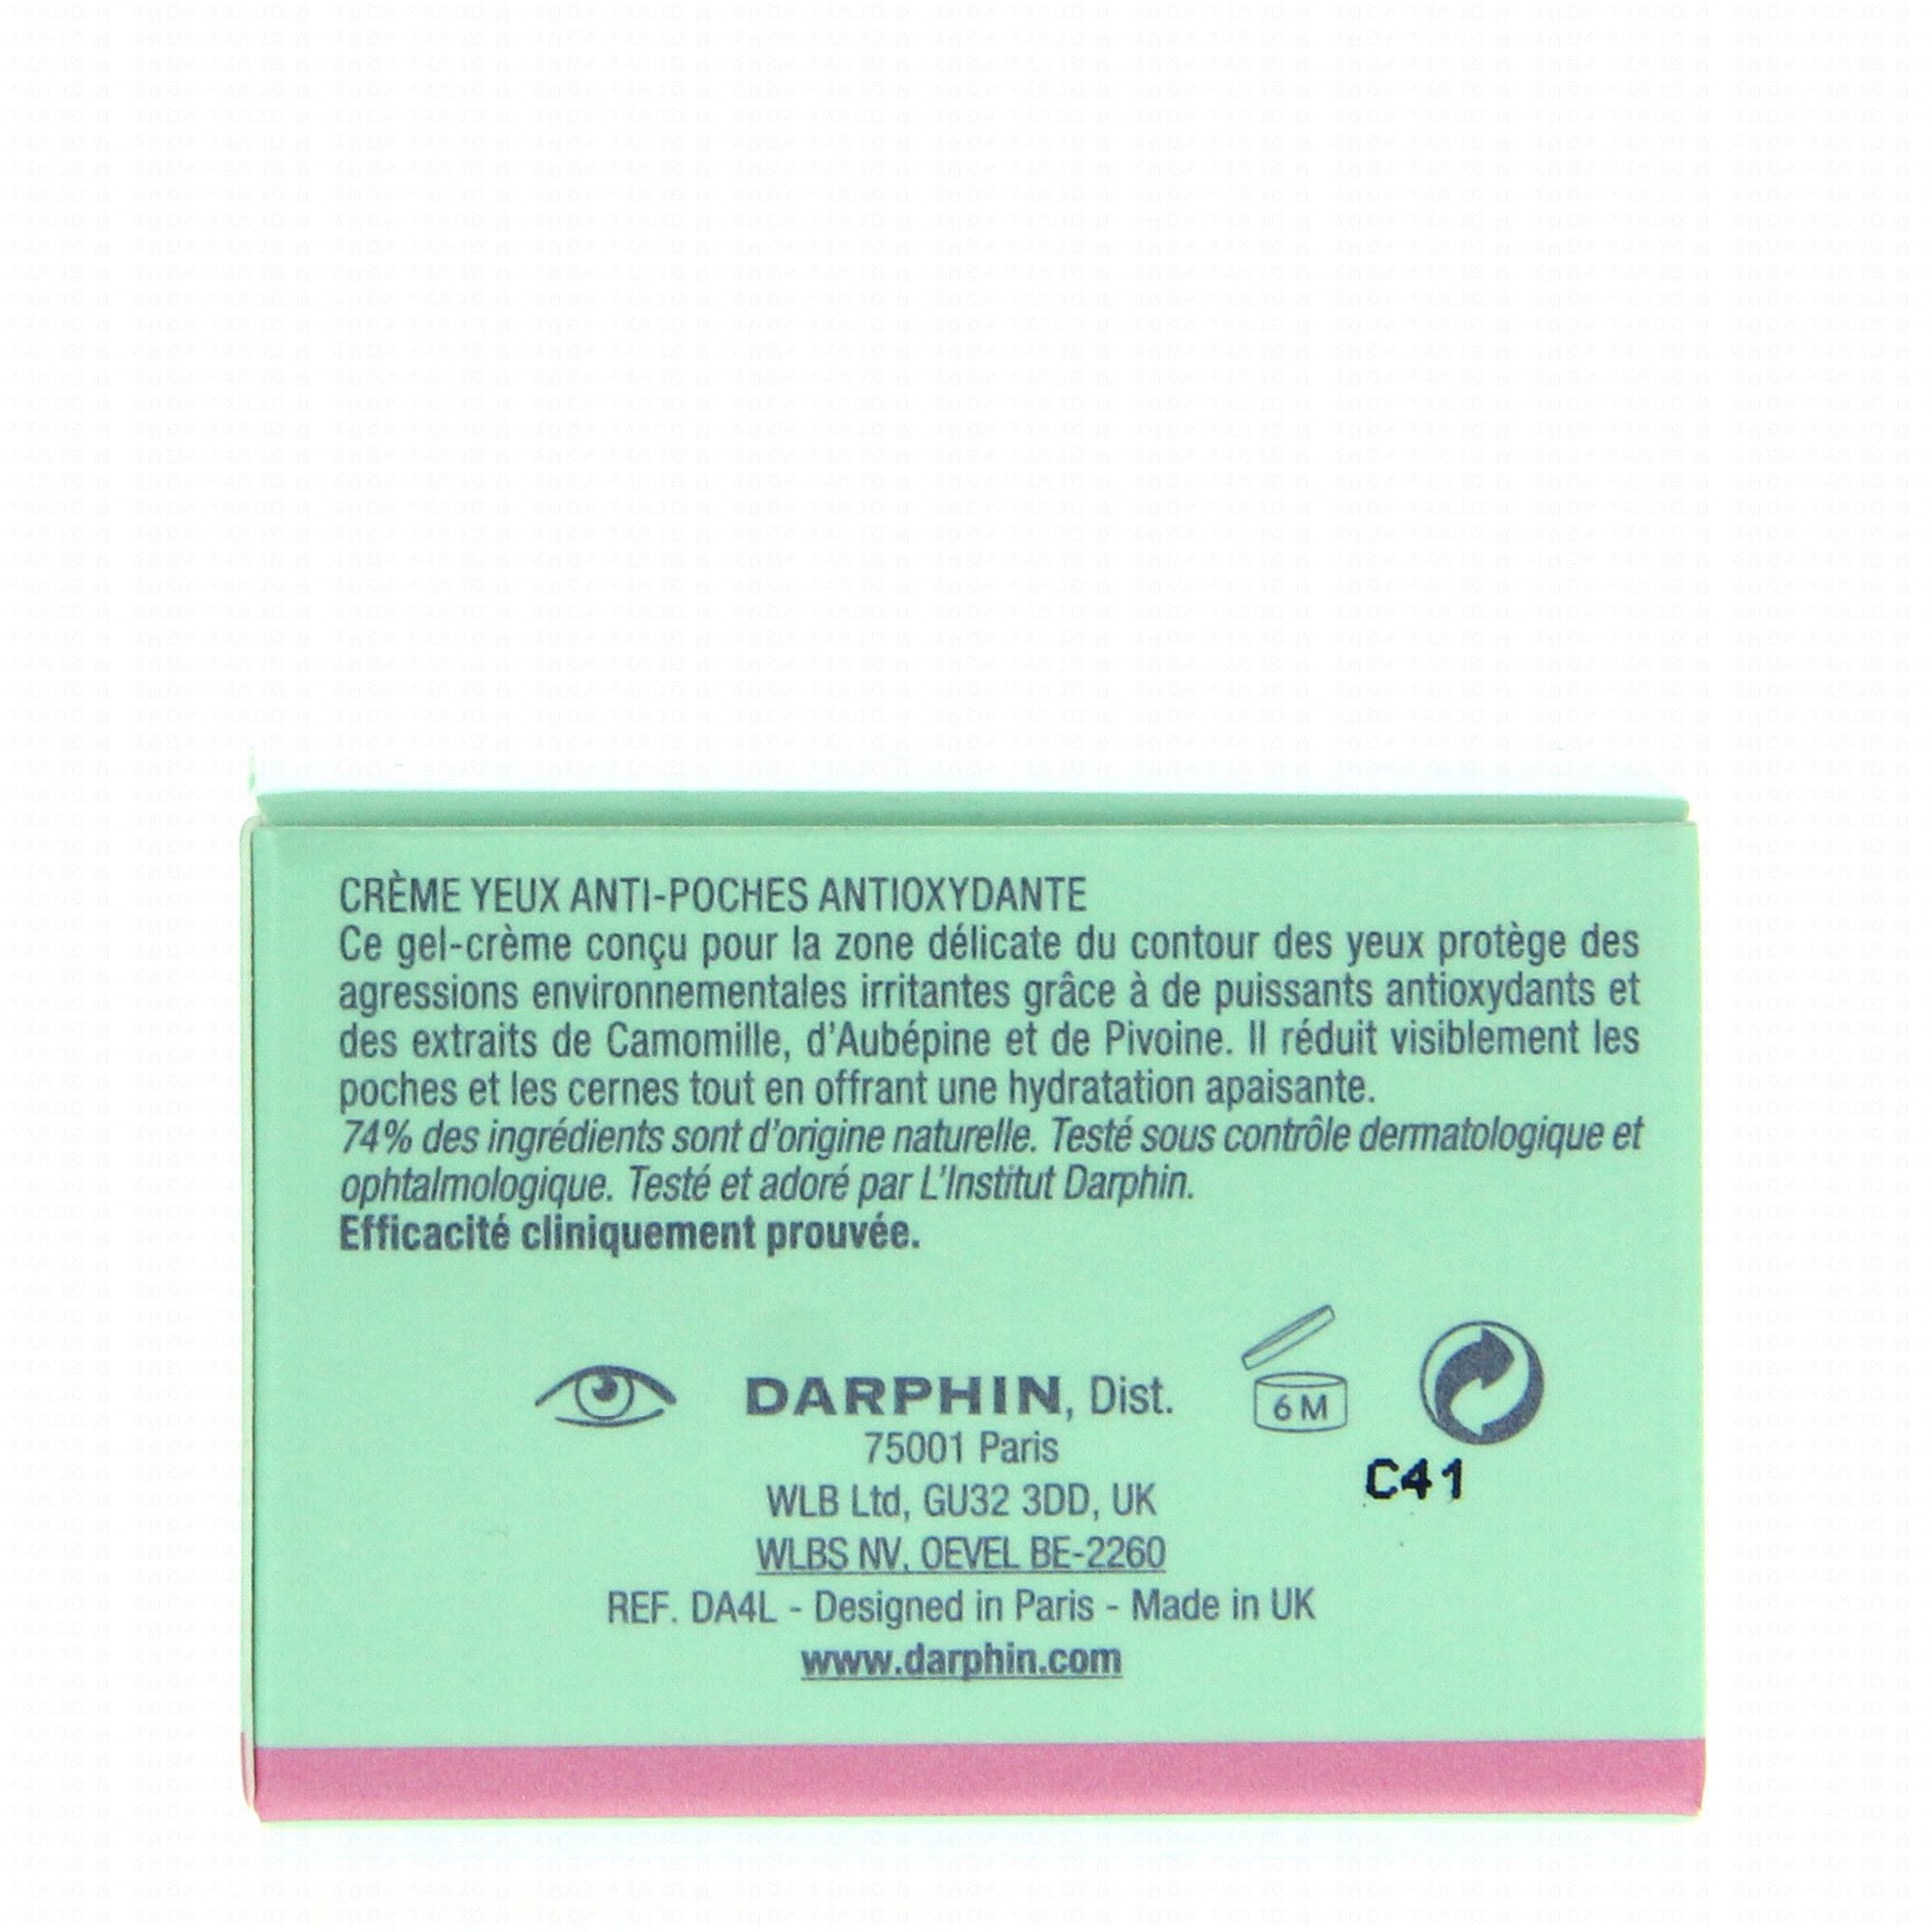 CRÈME YEUX ANTI-POCHES ANTIOXYDANTE
Ce gel-crème conçu pour la zone délicate du contour des yeux protège des
agressions environnementales irritantes grâce à de puissants antioxydants et
des extraits de Camomille, d'Aubépine et de Pivoine. Il réduit visiblement les
poches et les cernes tout en offrant une hydratation apaisante.
74% des ingrédients sont d'origine naturelle. Testé sous contrôle dermatologique et
ophtalmologique. Testé et adoré par L'Institut Darphin.
Efficacité cliniquement prouvée.
DARPHIN, Dist.
6 M
75001 Paris
C41
WLB Ltd, GU32 3DD, UK
WLBS NV, OEVEL BE-2260
REF. DA4L - Designed in Paris - Made in UK
www.darphin.com